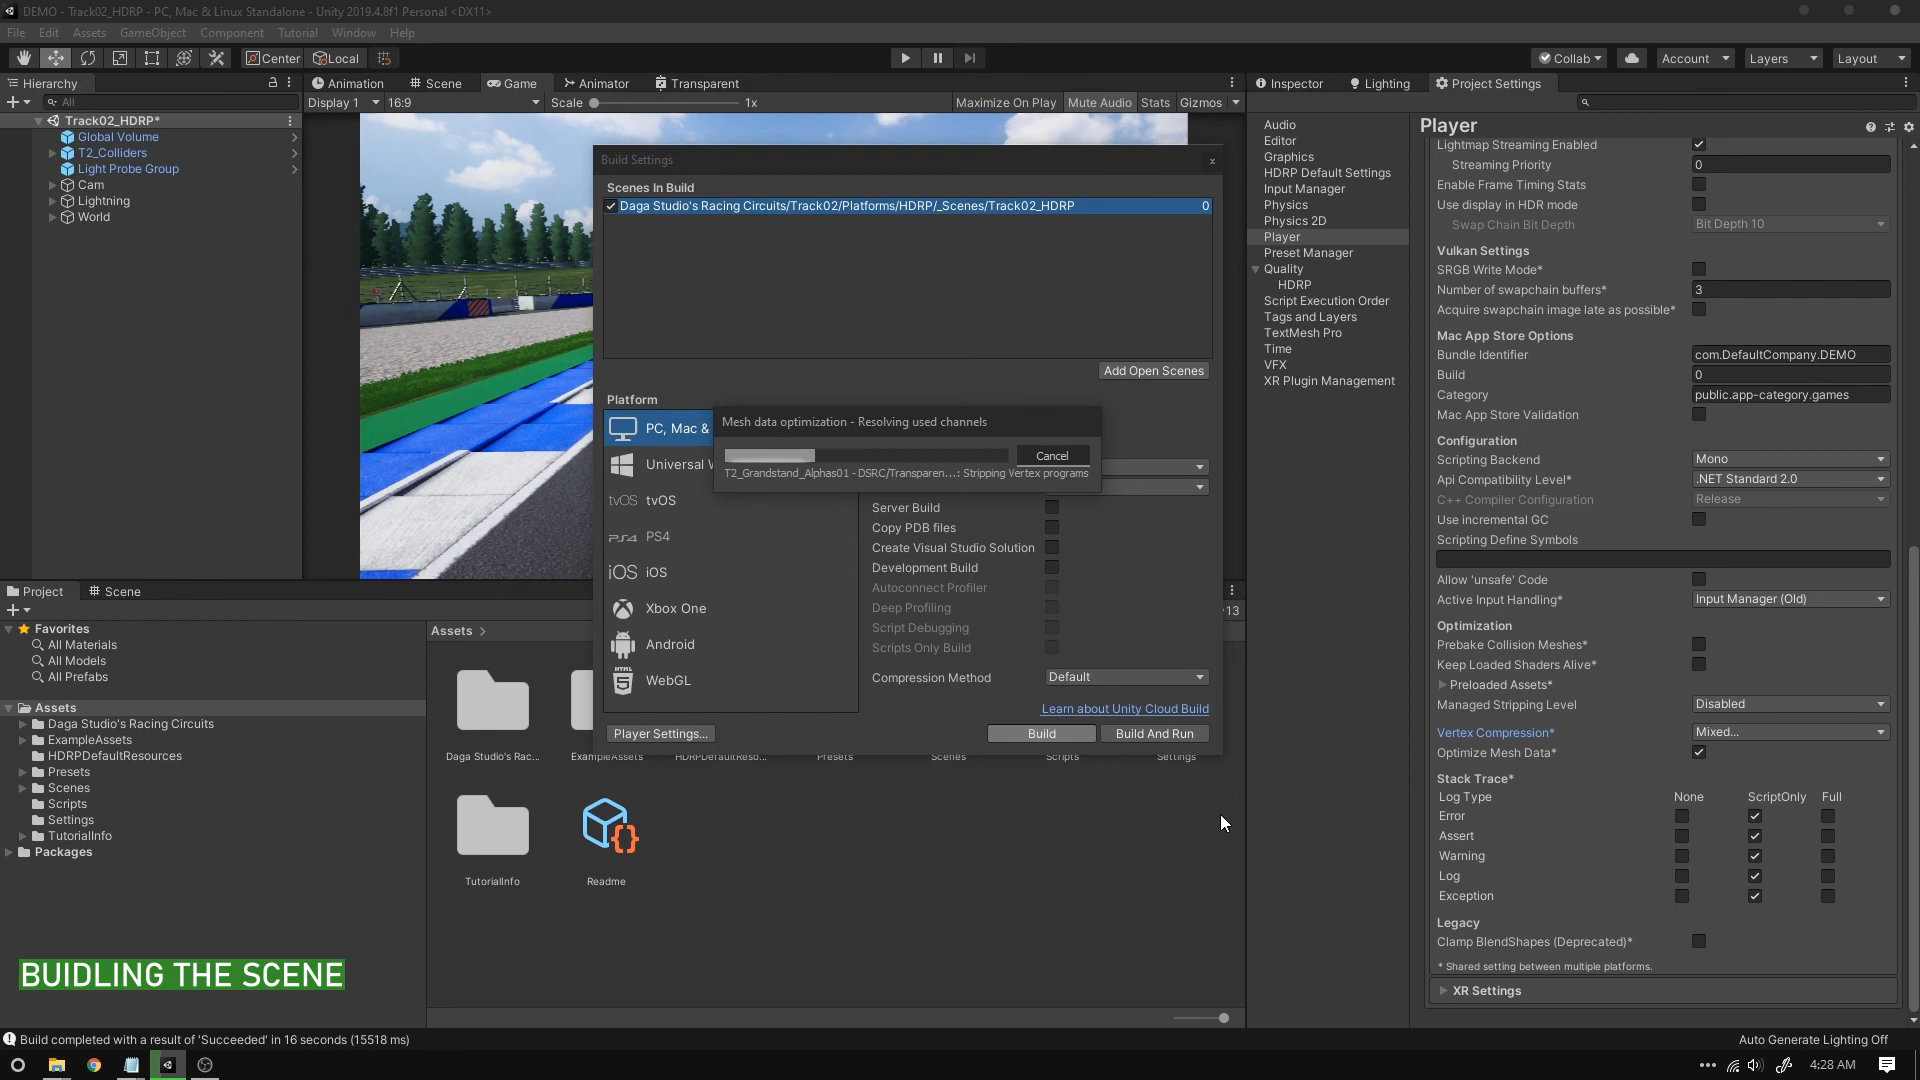 DEMO - Track02_HDRP - PC, Mac & Linux Standalone - Unity 2019.4.8f1 Personal <DX11>
File Edit Assets GameObject Component Tutorial Window Help
Center Local Collab Account Layers Layout
Hierarchy
All
Track02_HDRP*
Global Volume
T2_Colliders
Light Probe Group
Cam
Lightning
World
Animation Scene Game Animator Transparent
Display 1 16:9 Scale 1x Maximize On Play Mute Audio Stats Gizmos
Build Settings x
Scenes In Build
Daga Studio's Racing Circuits/Track02/Platforms/HDRP/_Scenes/Track02_HDRP 0
Add Open Scenes
Platform
PC, Mac &
Universal W
tvOS tvOS
PS4 PS4
iOS iOS
Xbox One
Android
HTML 5 WebGL
Mesh data optimization - Resolving used channels
Cancel
T2_Grandstand_Alphas01 - DSRC/Transparen...: Stripping Vertex programs
Server Build
Copy PDB files
Create Visual Studio Solution
Development Build
Autoconnect Profiler
Deep Profiling
Script Debugging
Scripts Only Build
Compression Method Default
Learn about Unity Cloud Build
Player Settings... Build Build And Run
Project Scene
13
Favorites
All Materials
All Models
All Prefabs
Assets
Daga Studio's Racing Circuits
ExampleAssets
HDRPDefaultResources
Presets
Scenes
Scripts
Settings
TutorialInfo
Packages
Assets >
Daga Studio's Rac... ExampleAssets HDRPDefaultReso... Presets Scenes Scripts Settings
TutorialInfo Readme
BUIDLING THE SCENE
Inspector Lighting Project Settings
Audio
Editor
Graphics
HDRP Default Settings
Input Manager
Physics
Physics 2D
Player
Preset Manager
Quality
HDRP
Script Execution Order
Tags and Layers
TextMesh Pro
Time
VFX
XR Plugin Management
Player
Lightmap Streaming Enabled
Streaming Priority 0
Enable Frame Timing Stats
Use display in HDR mode
Swap Chain Bit Depth Bit Depth 10
Vulkan Settings
SRGB Write Mode*
Number of swapchain buffers* 3
Acquire swapchain image late as possible*
Mac App Store Options
Bundle Identifier com.DefaultCompany.DEMO
Build 0
Category public.app-category.games
Mac App Store Validation
Configuration
Scripting Backend Mono
Api Compatibility Level* .NET Standard 2.0
C++ Compiler Configuration Release
Use incremental GC
Scripting Define Symbols
Allow 'unsafe' Code
Active Input Handling* Input Manager (Old)
Optimization
Prebake Collision Meshes*
Keep Loaded Shaders Alive*
Preloaded Assets*
Managed Stripping Level Disabled
Vertex Compression* Mixed...
Optimize Mesh Data*
Stack Trace*
Log Type None ScriptOnly Full
Error
Assert
Warning
Log
Exception
Legacy
Clamp BlendShapes (Deprecated)*
* Shared setting between multiple platforms.
XR Settings
Build completed with a result of 'Succeeded' in 16 seconds (15518 ms)
Auto Generate Lighting Off
4:28 AM